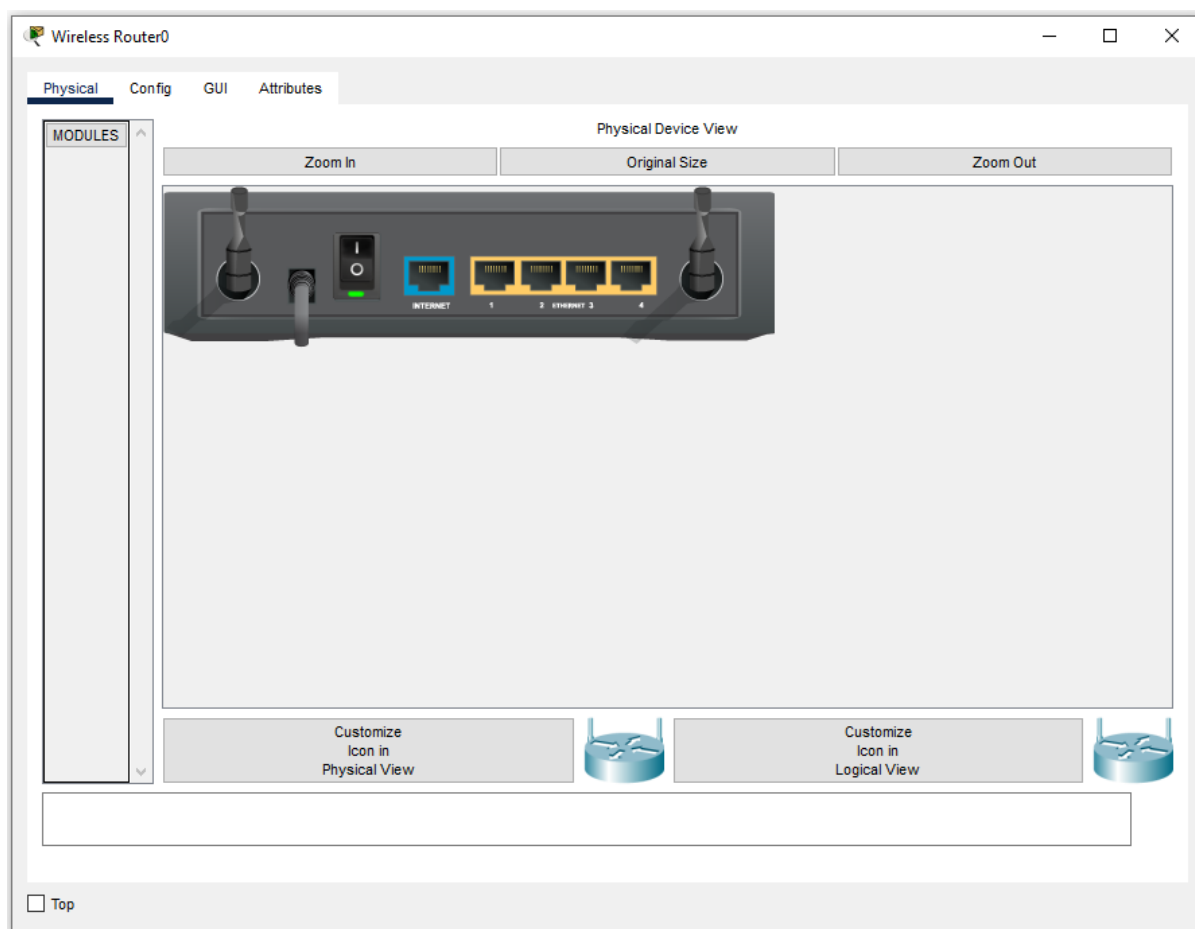 Wireless Router0
Physical Config GUI Attributes
MODULES
Physical Device View
Zoom In Original Size Zoom Out
INTERNET 1 2 ETHERNET 3 4
Customize
Icon in
Physical View
Customize
Icon in
Logical View
Top